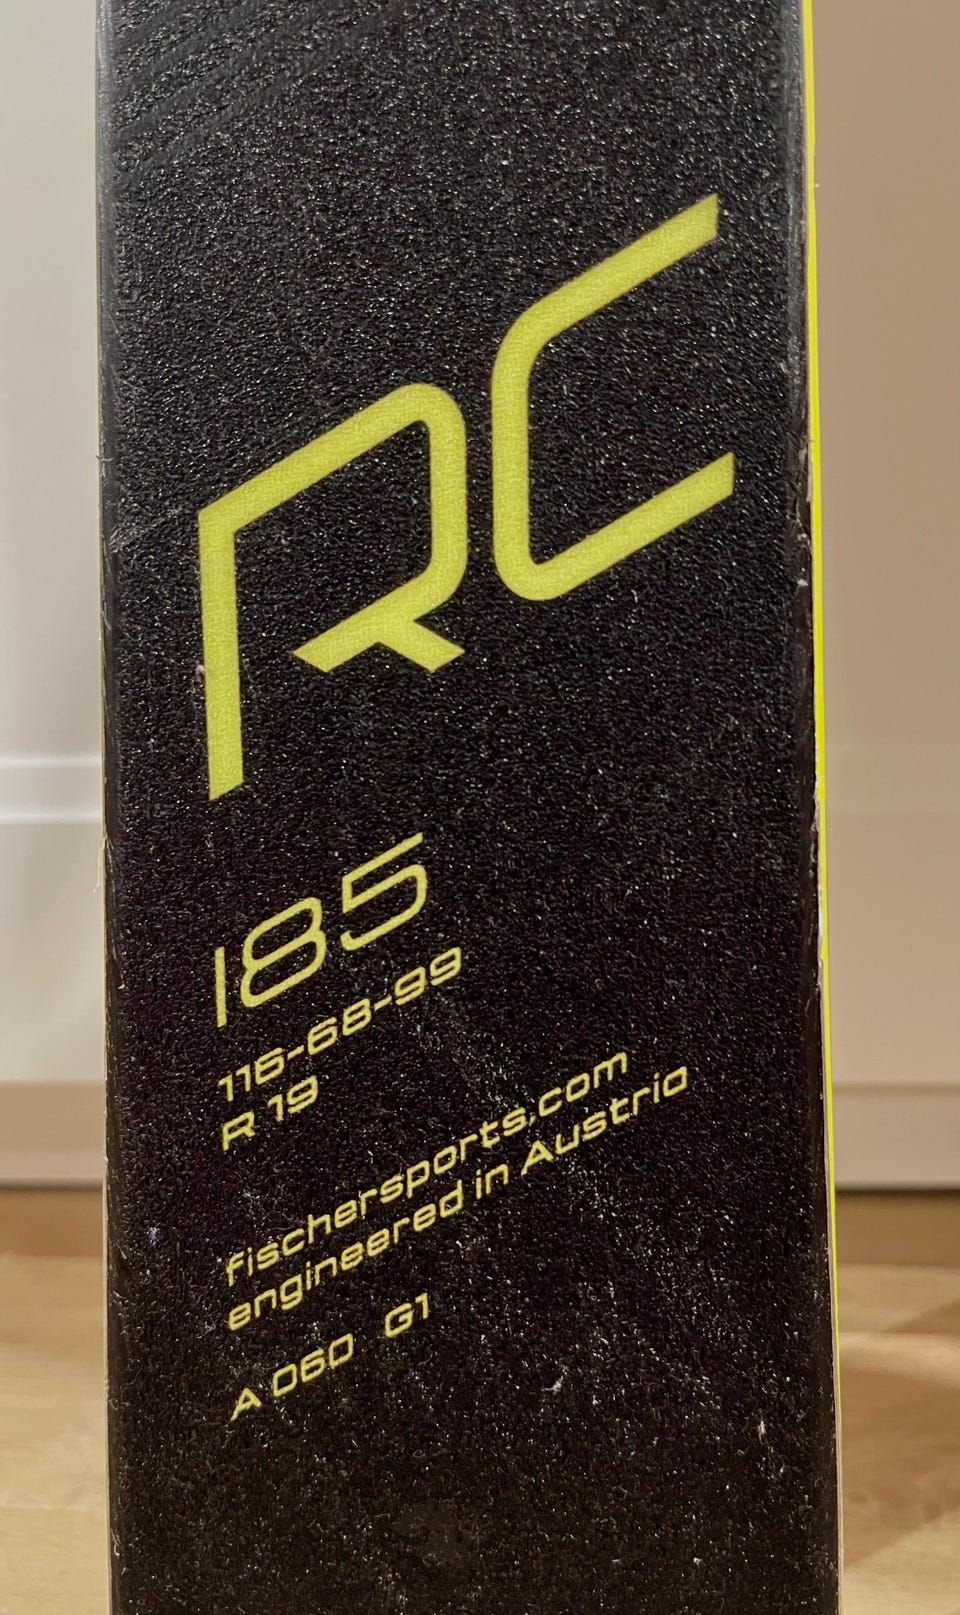 RC
185
116-68-99
R 19
fischersports.com
engineered in Austria
A 060 G1